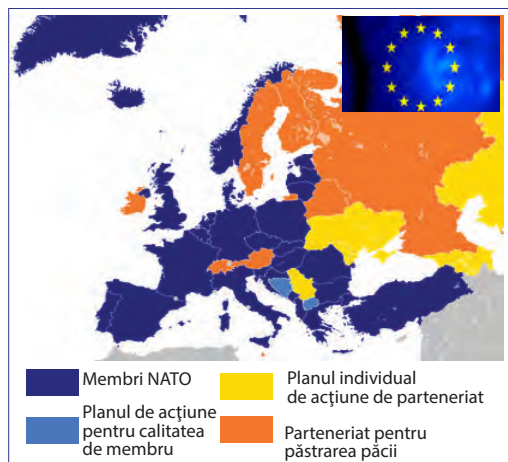 Membri NATO
Planul de acţiune
pentru calitatea
de membru
Planul individual
de acţiune de parteneriat
Parteneriat pentru
păstrarea păcii